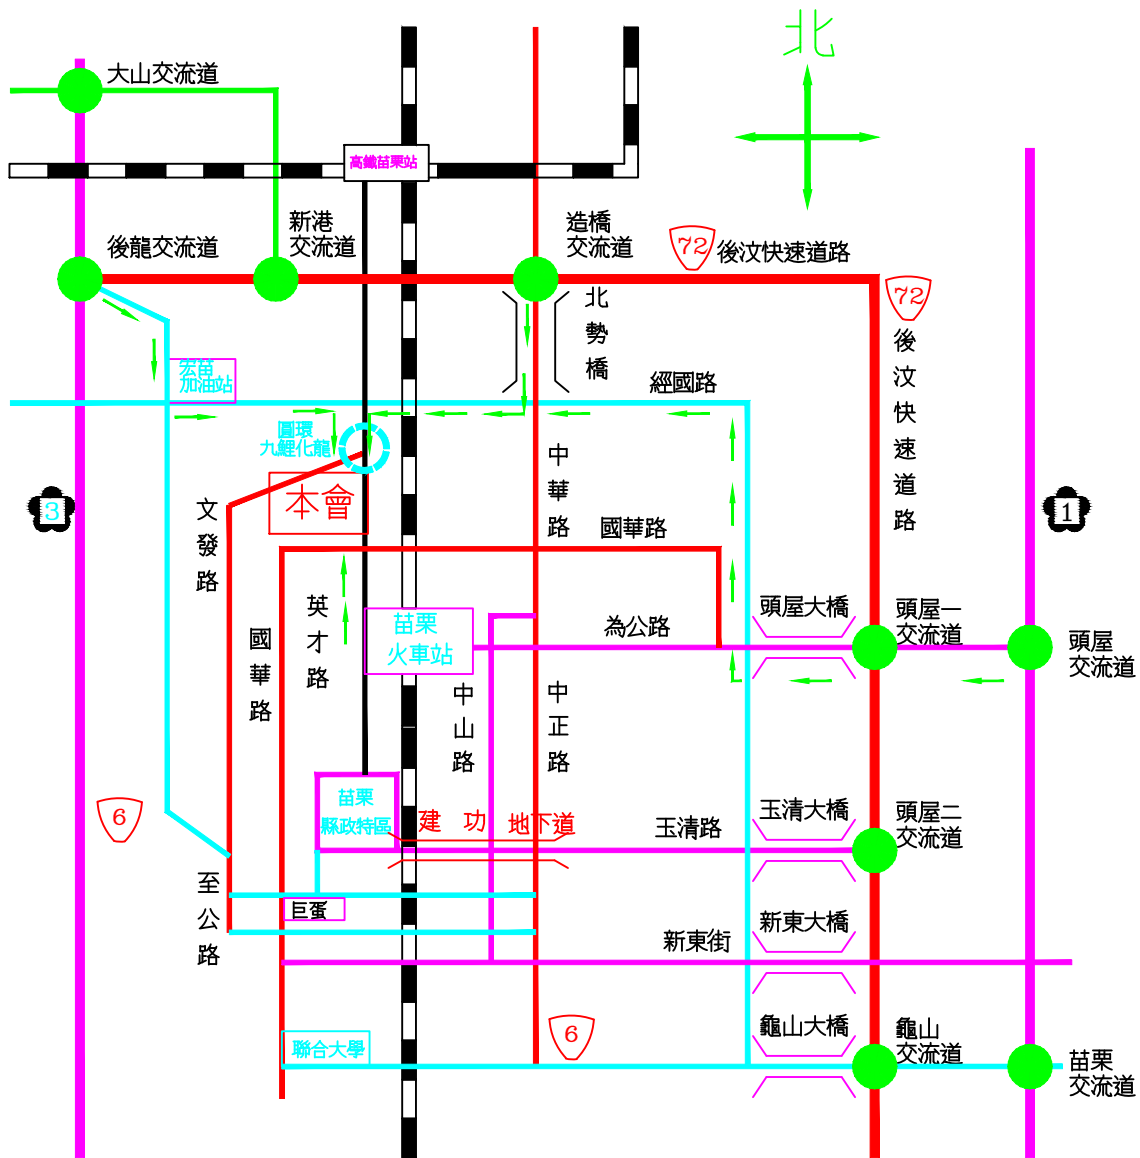 北
大山交流道
高鐵苗栗站
新港
交流道
造橋
交流道
後龍交流道
72
後汶快速道路
72
北勢橋
後汶快速道路
宏苗
加油站
經國路
圓環
九鯉化龍
本會
中華路
文發路
3
1
國華路
英才路
國華路
苗栗
火車站
為公路
頭屋大橋
頭屋一
交流道
頭屋
交流道
中山路
中正路
6
苗栗
縣政特區
建功地下道
玉清路
玉清大橋
頭屋二
交流道
至公路
巨蛋
新東街
新東大橋
聯合大學
6
龜山大橋
龜山
交流道
苗栗
交流道